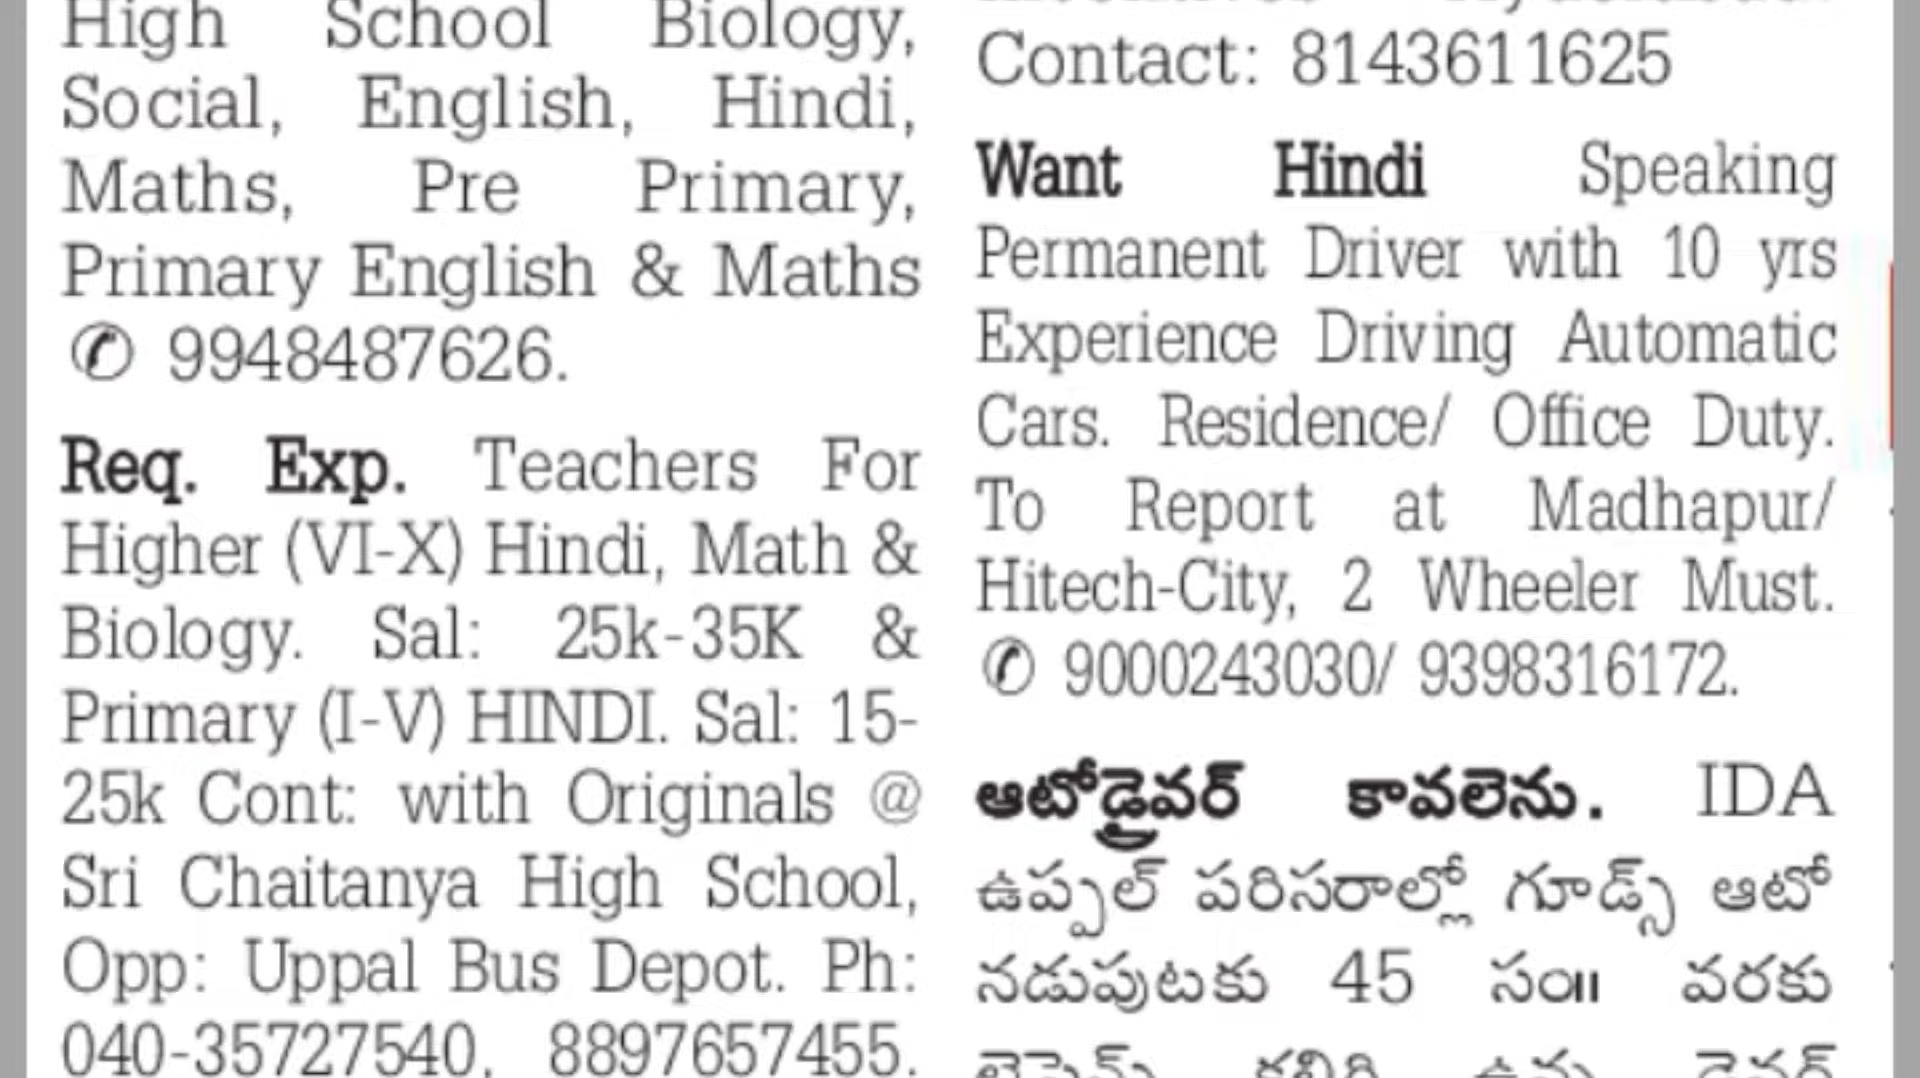 High School Biology,
Social, English, Hindi,
Maths, Pre Primary,
Primary English & Maths
✆ 9948487626.
Req. Exp. Teachers For
Higher (VI-X) Hindi, Math &
Biology. Sal: 25k-35K &
Primary (I-V) HINDI. Sal: 15-
25k Cont: with Originals @
Sri Chaitanya High School,
Opp: Uppal Bus Depot. Ph:
040-35727540, 8897657455.
Contact: 8143611625
Want Hindi Speaking
Permanent Driver with 10 yrs
Experience Driving Automatic
Cars. Residence/ Office Duty.
To Report at Madhapur/
Hitech-City, 2 Wheeler Must.
✆ 9000243030/ 9398316172.
ఆటోడ్రైవర్ కావలెను. IDA
ఉప్పల్ పరిసరాల్లో గూడ్స్ ఆటో
నడుపుటకు 45 సం॥ వరకు